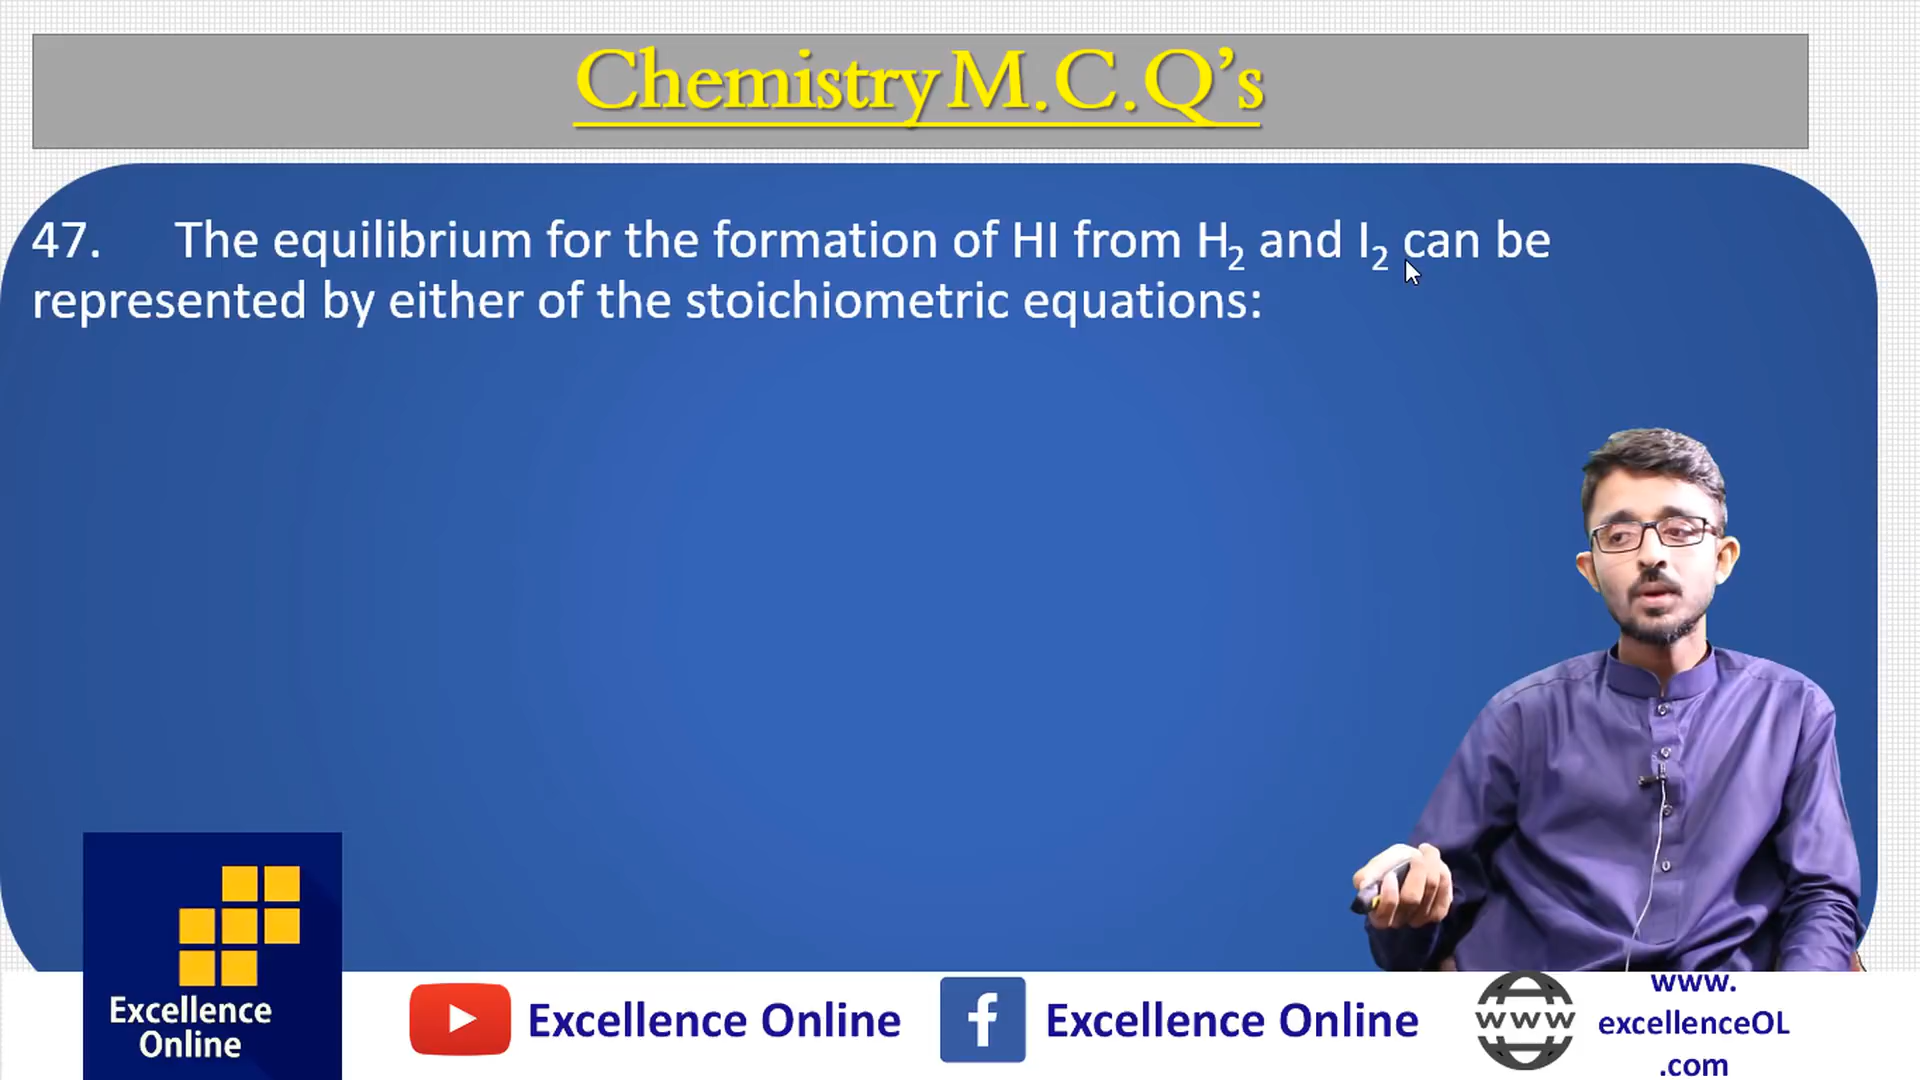 Chemistry M.C.Q's
47. The equilibrium for the formation of HI from H₂ and I₂ can be
represented by either of the stoichiometric equations:
Excellence
Online
Excellence Online
f
Excellence Online
www
www.
excellenceOL
.com